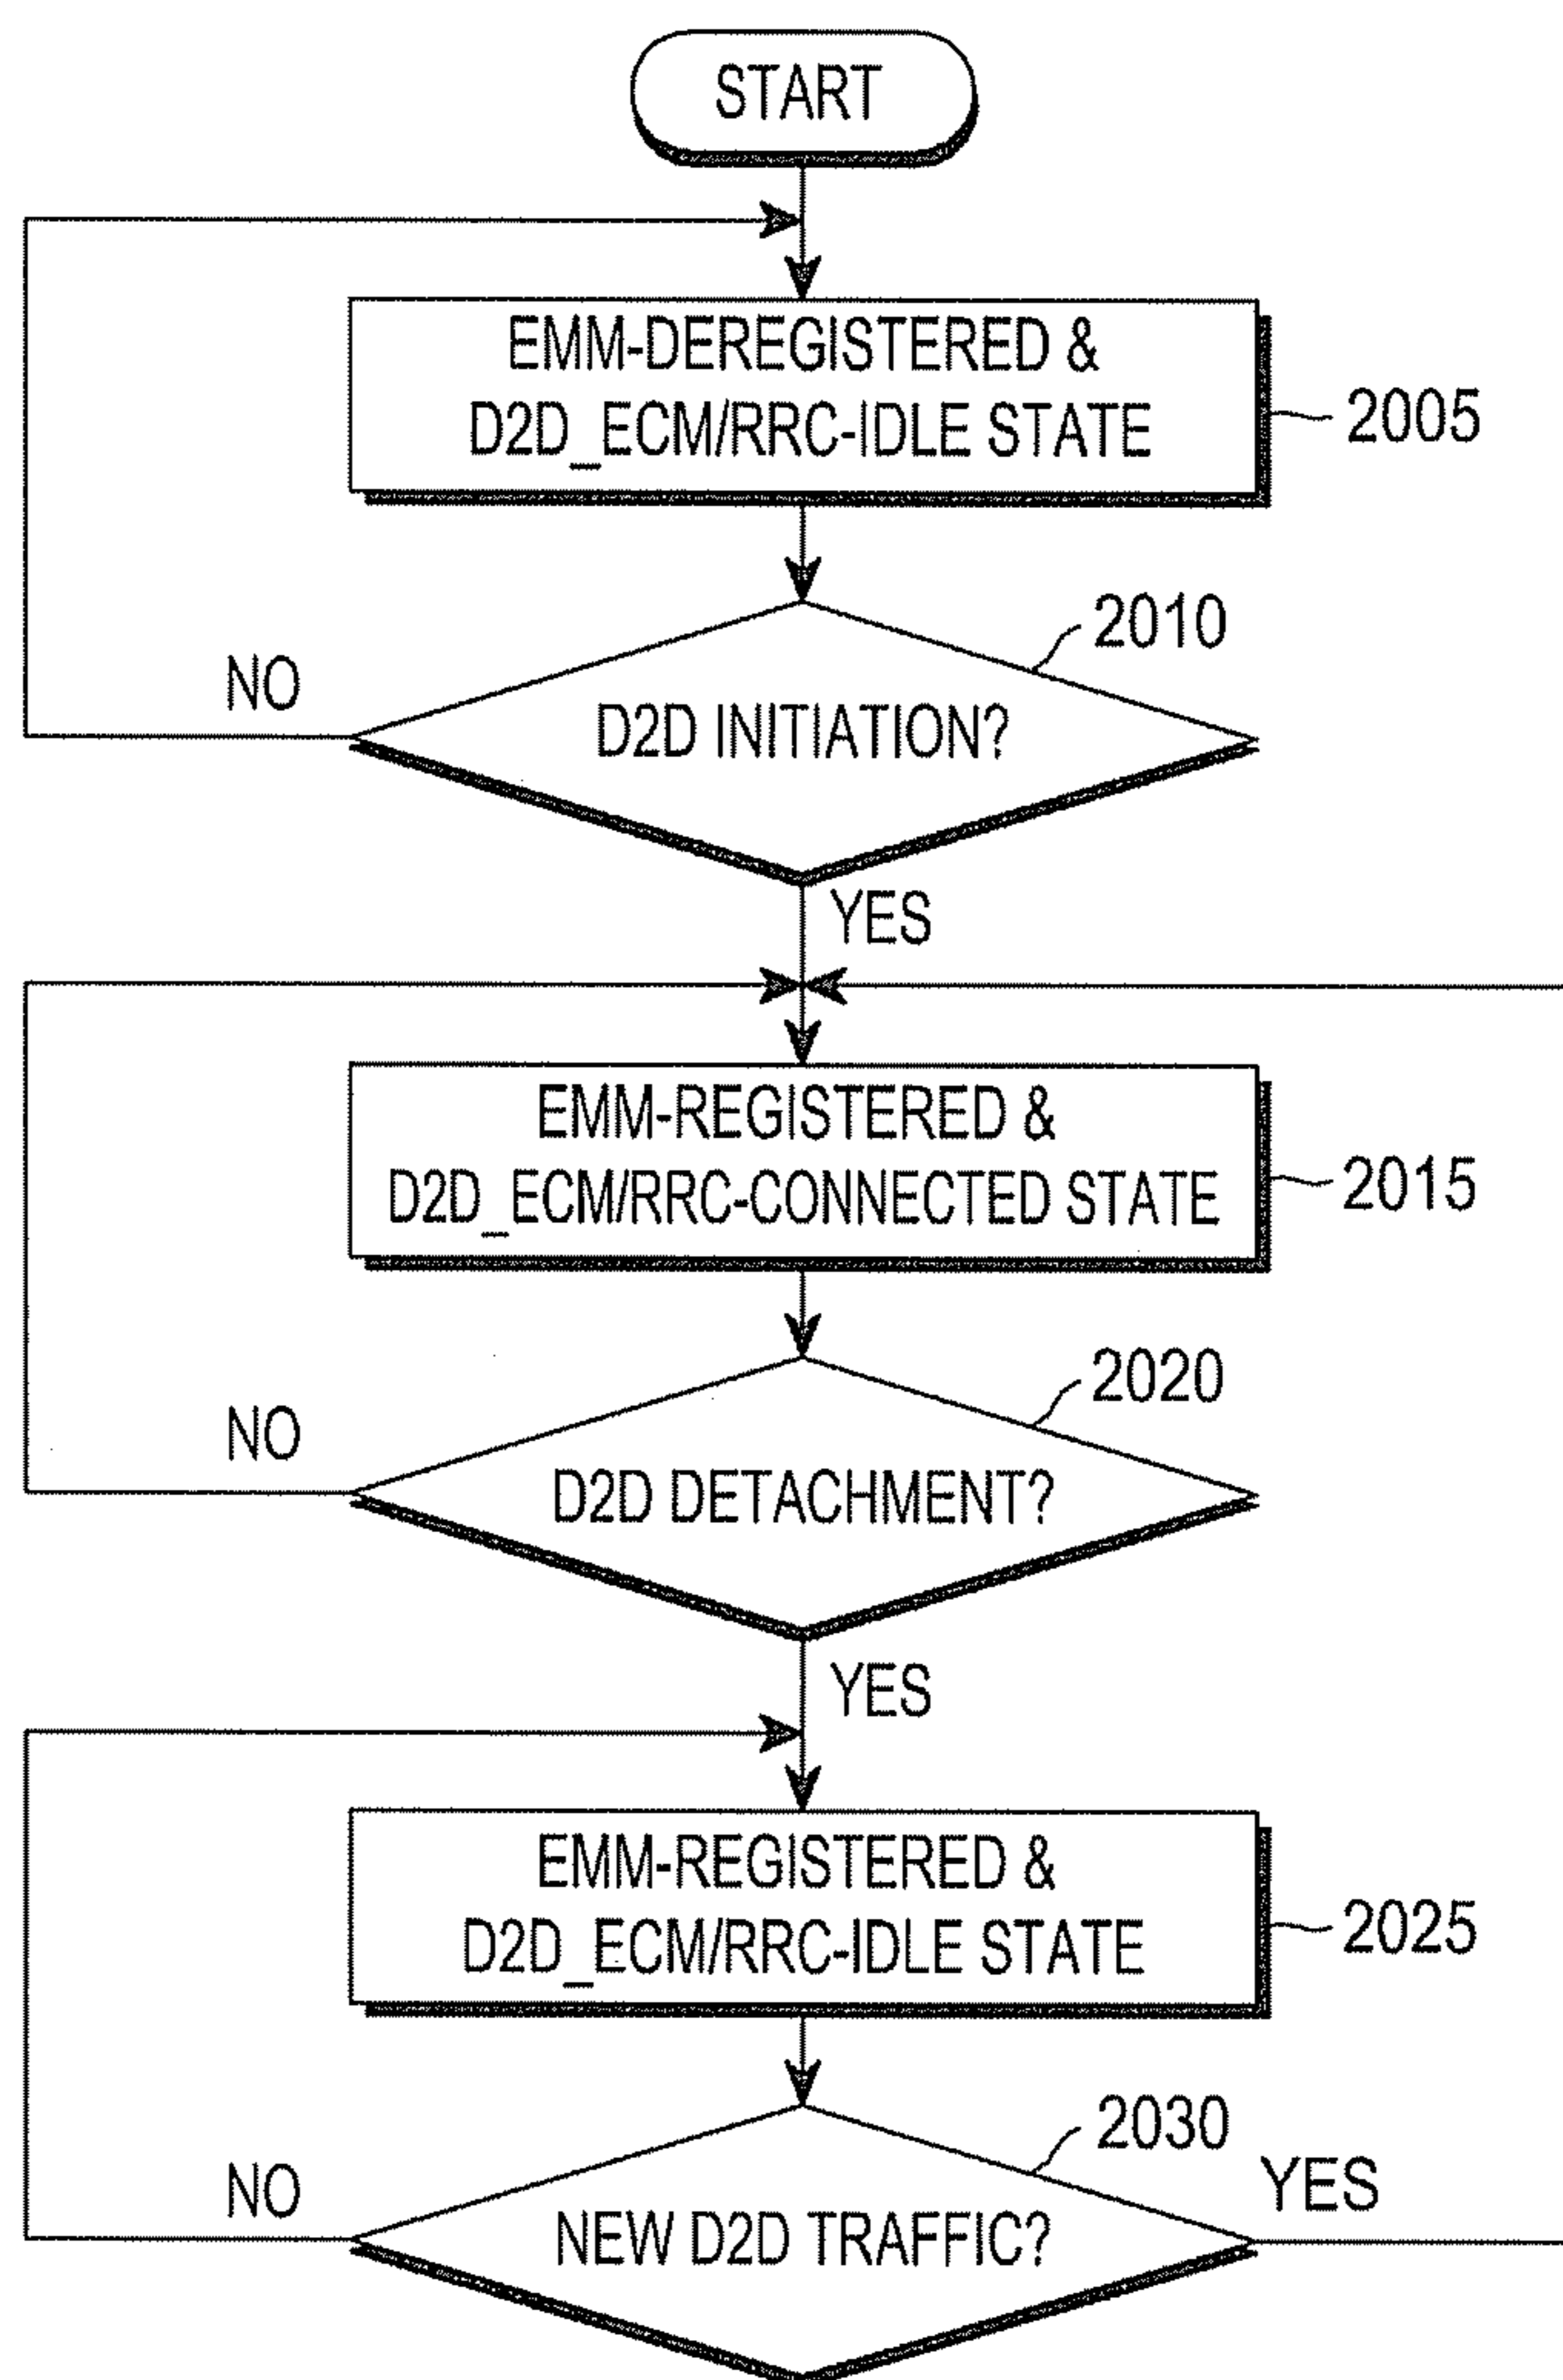 START
EMM-DEREGISTERED &
D2D_ECM/RRC-IDLE STATE
2005
2010
NO
D2D INITIATION?
YES
EMM-REGISTERED &
D2D_ECM/RRC-CONNECTED STATE
2015
2020
NO
D2D DETACHMENT?
YES
EMM-REGISTERED &
D2D_ECM/RRC-IDLE STATE
2025
2030
NO
YES
NEW D2D TRAFFIC?